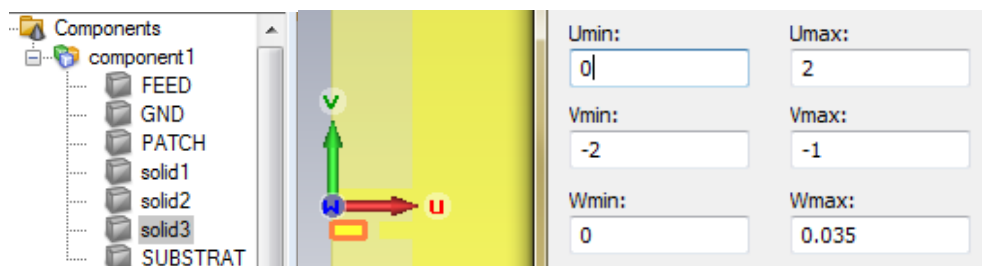 Components
component1
FEED
GND
PATCH
solid1
solid2
solid3
SUBSTRAT
v
w u
Umin: Umax:
0 2
Vmin: Vmax:
-2 -1
Wmin: Wmax:
0 0.035